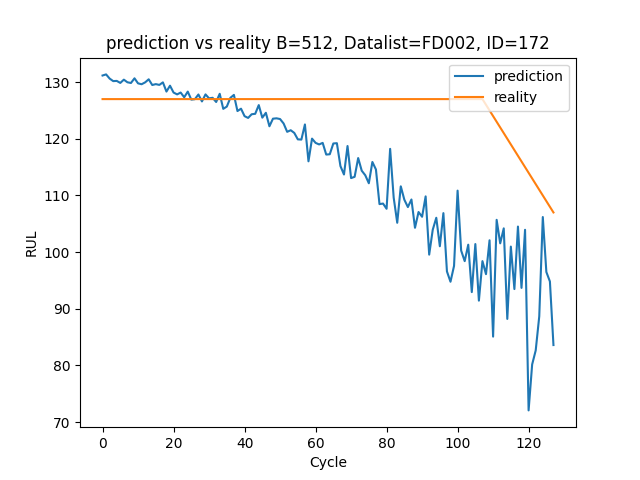 prediction vs reality B=512, Datalist=FD002, ID=172
prediction
reality
130
120
110
100
90
80
70
RUL
0 20 40 60 80 100 120
Cycle